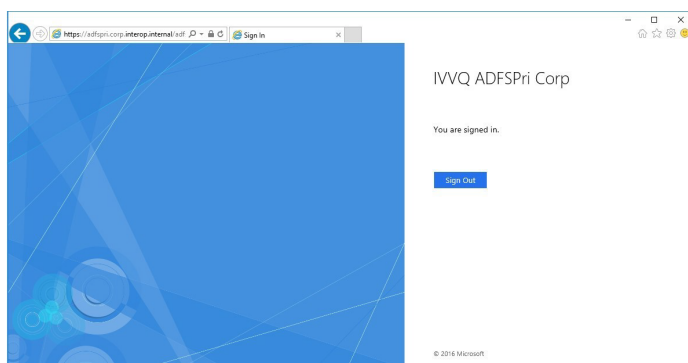 https://adfspri.corp.interop.internal/adf
Sign In
IVVQ ADFSPri Corp
You are signed in.
Sign Out
© 2016 Microsoft